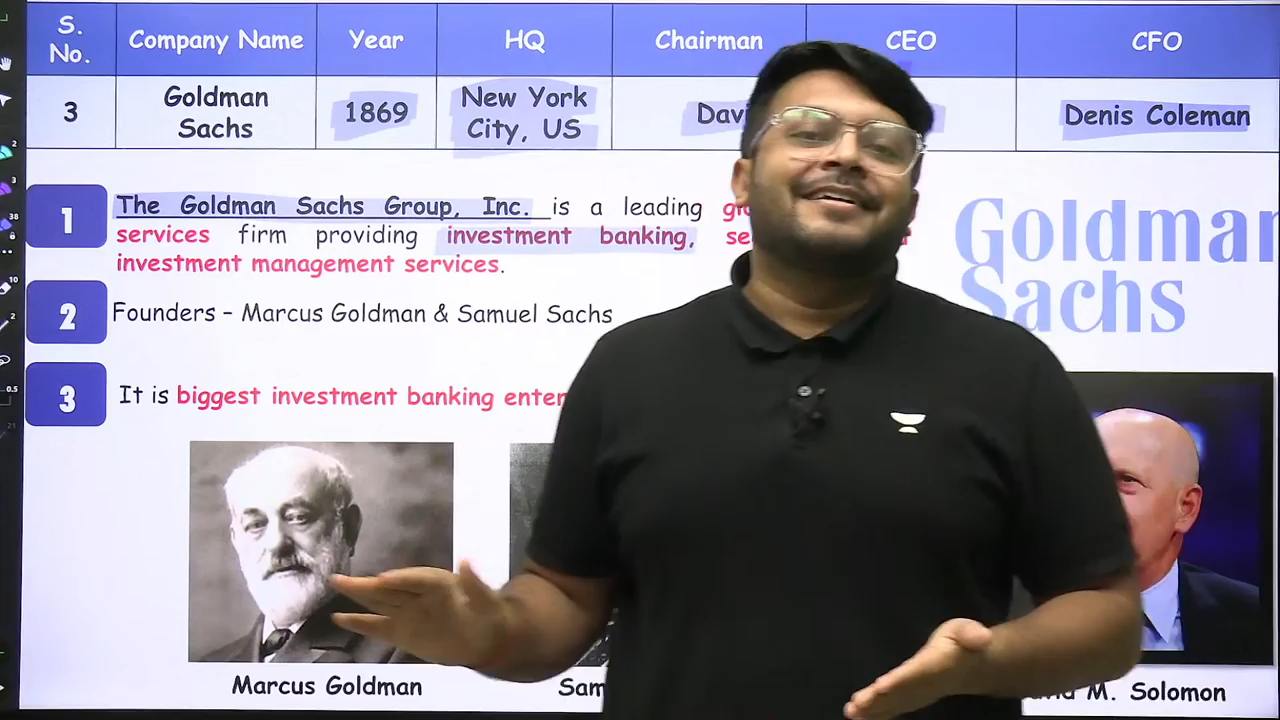 S. No.
Company Name
Year
HQ
Chairman
CEO
CFO
3
Goldman Sachs
1869
New York City, US
Denis Coleman
1
The Goldman Sachs Group, Inc. is a leading
services firm providing investment banking,
investment management services.
2
Founders – Marcus Goldman & Samuel Sachs
3
It is biggest investment banking
Goldman
Sachs
Marcus Goldman
M. Solomon